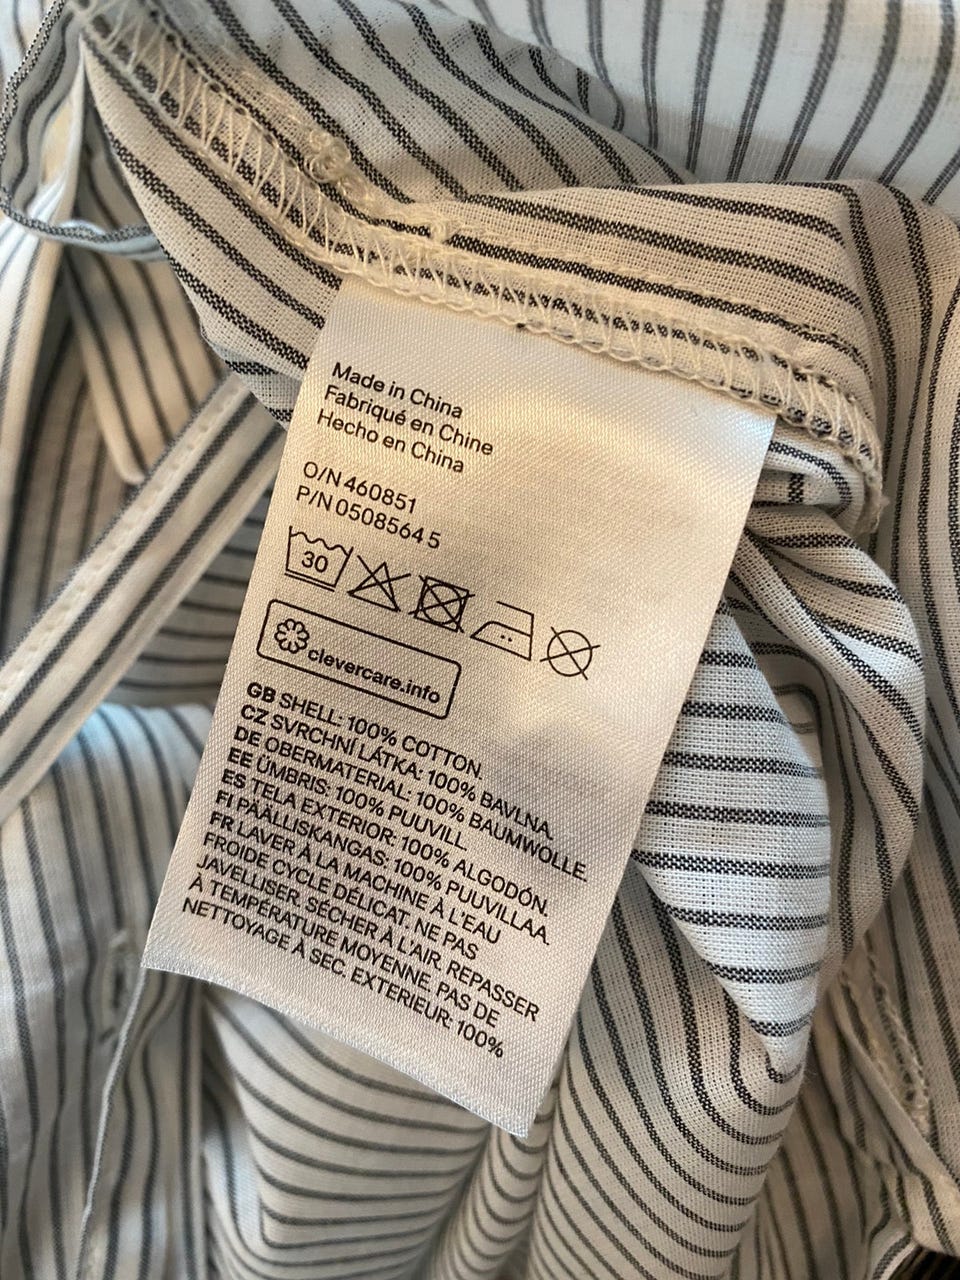 Made in China
Fabriqué en Chine
Hecho en China
O/N 460851
P/N 0508564 5
30
clevercare.info
GB SHELL: 100% COTTON.
CZ SVRCHNÍ LÁTKA: 100% BAVLNA.
DE OBERMATERIAL: 100% BAUMWOLLE.
EE ÜMBRIS: 100% PUUVILL.
ES TELA EXTERIOR: 100% ALGODÓN.
FI PÄÄLLISKANGAS: 100% PUUVILLAA.
FR LAVER À LA MACHINE À L'EAU
FROIDE CYCLE DÉLICAT. NE PAS
JAVELLISER. SÉCHER À L'AIR. REPASSER
À TEMPÉRATURE MOYENNE. PAS DE
NETTOYAGE À SEC. EXTERIEUR: 100%